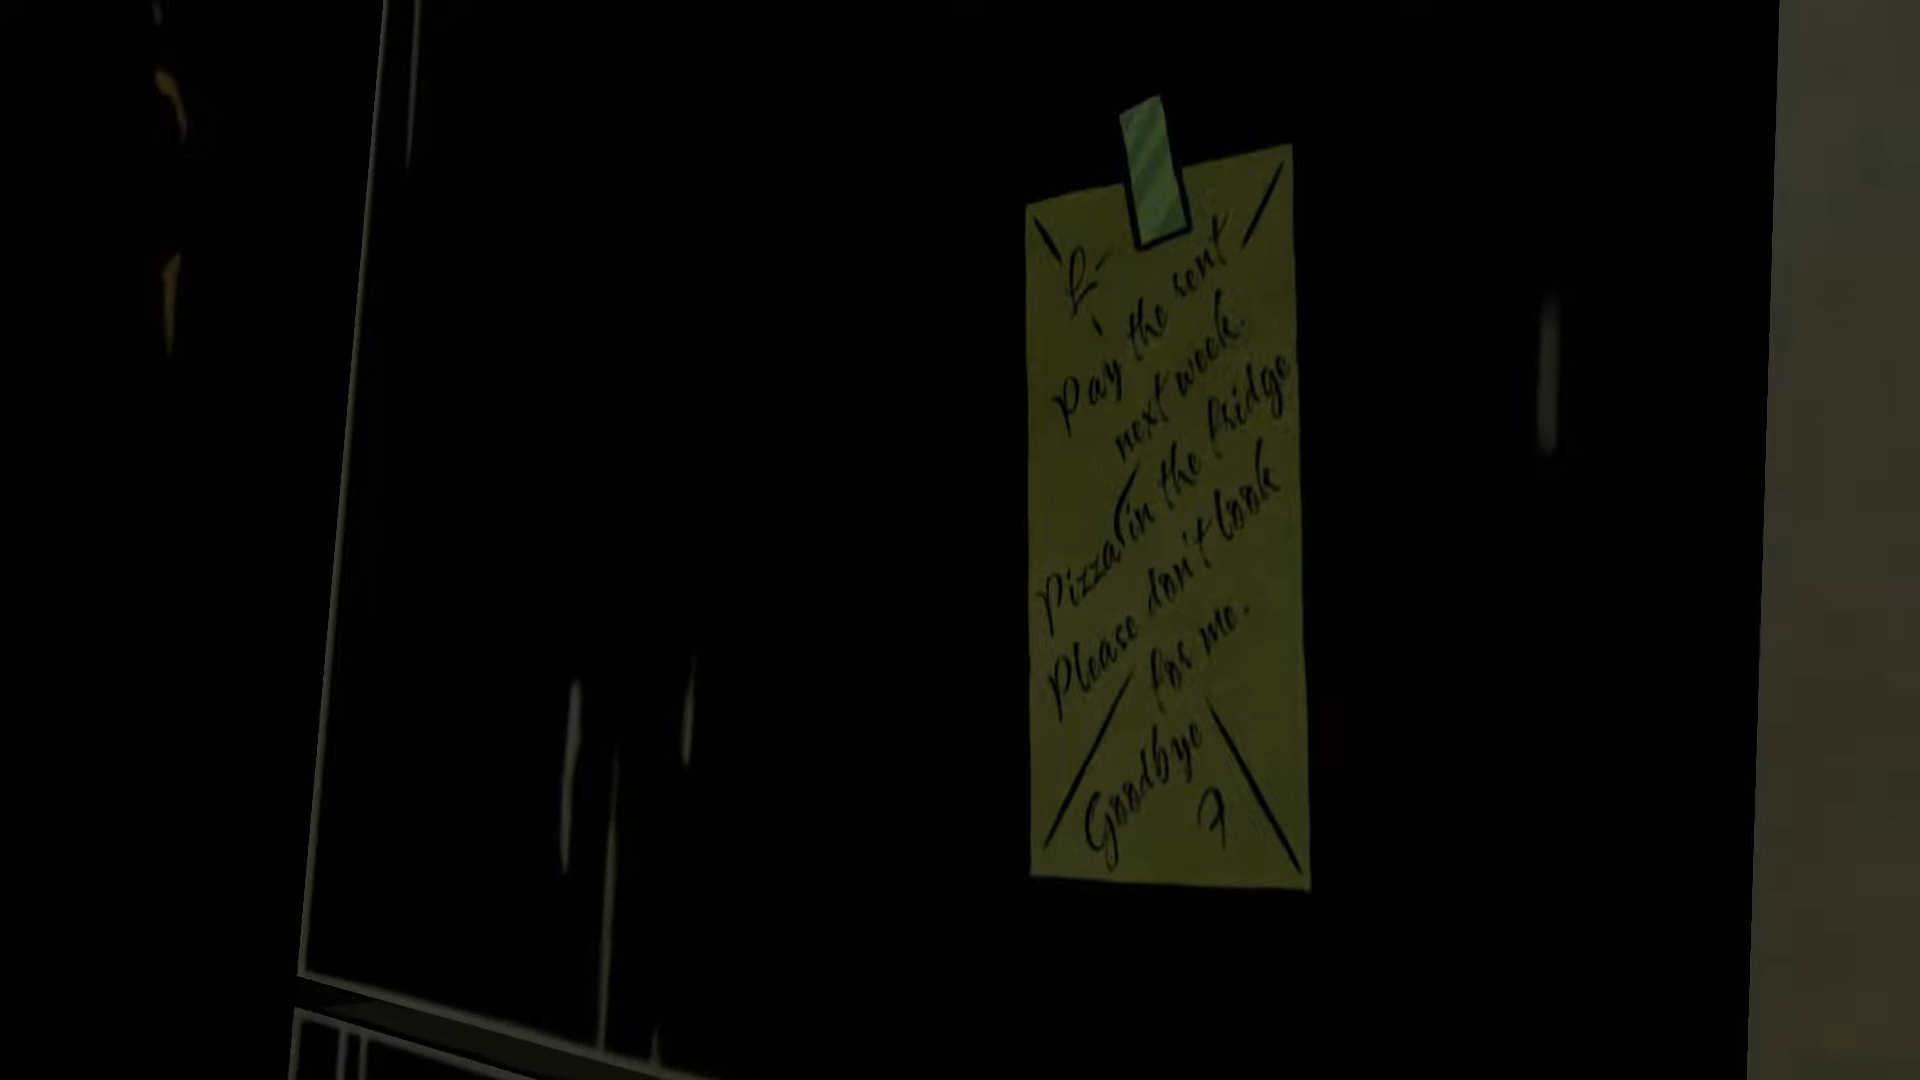 R-
Pay the rent
next week.
Pizza in the fridge
Please don't look
for me.
Goodbye
F